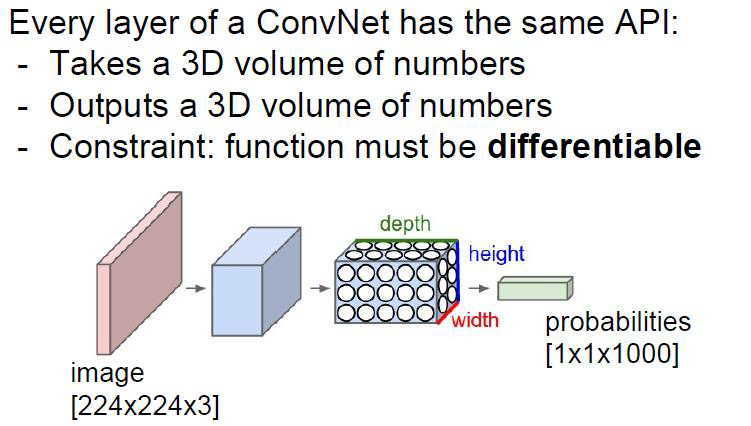 Every layer of a ConvNet has the same API:
- Takes a 3D volume of numbers
- Outputs a 3D volume of numbers
- Constraint: function must be differentiable
depth
height
width
probabilities
[1x1x1000]
image
[224x224x3]